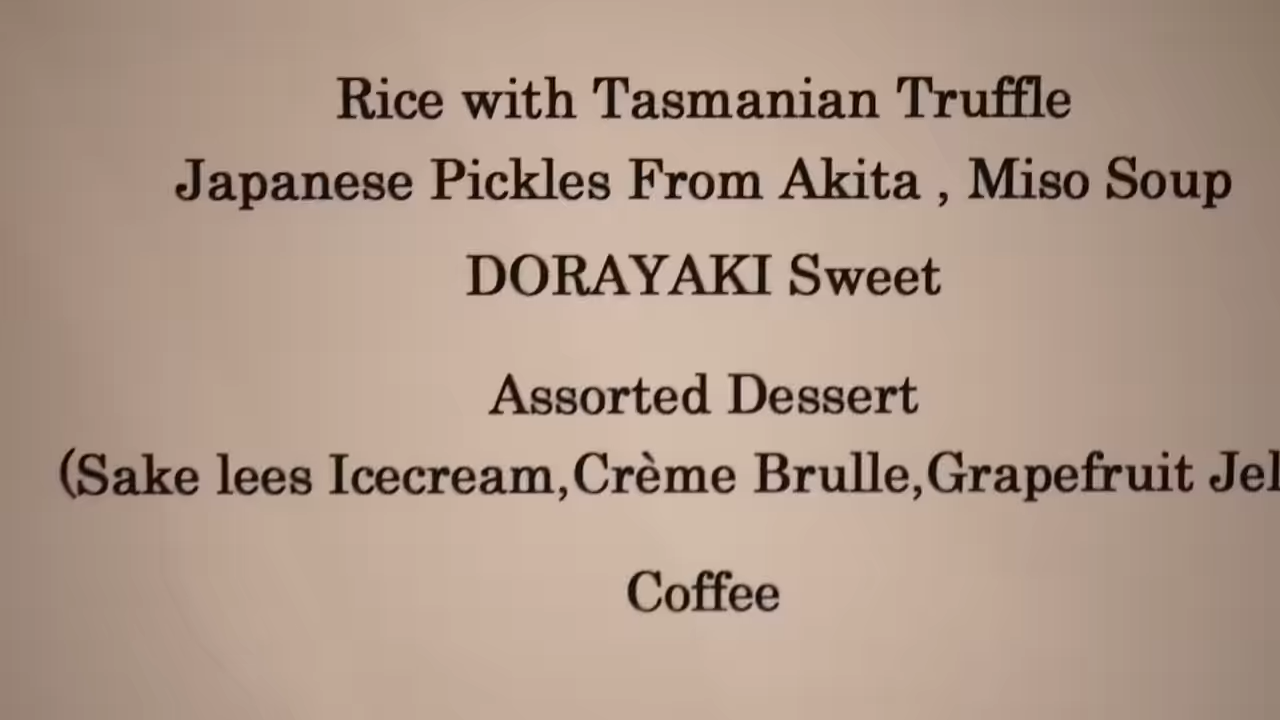 Rice with Tasmanian Truffle
Japanese Pickles From Akita , Miso Soup
DORAYAKI Sweet
Assorted Dessert
(Sake lees Icecream,Crème Brulle,Grapefruit Jel
Coffee